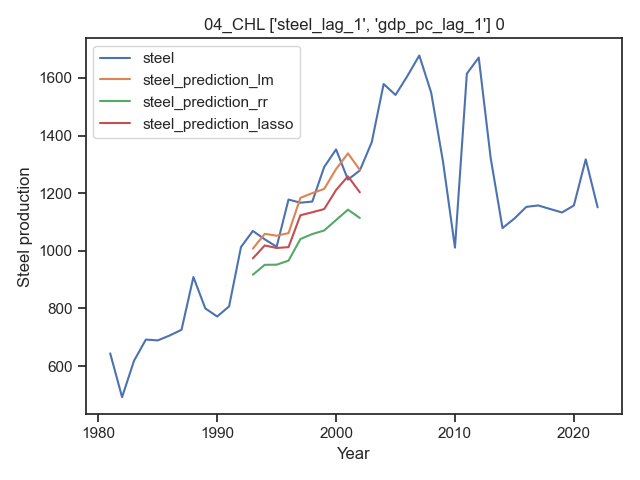 04_CHL ['steel_lag_1', 'gdp_pc_lag_1'] 0
steel
steel_prediction_lm
steel_prediction_rr
steel_prediction_lasso
Steel production
1600
1400
1200
1000
800
600
1980
1990
2000
2010
2020
Year